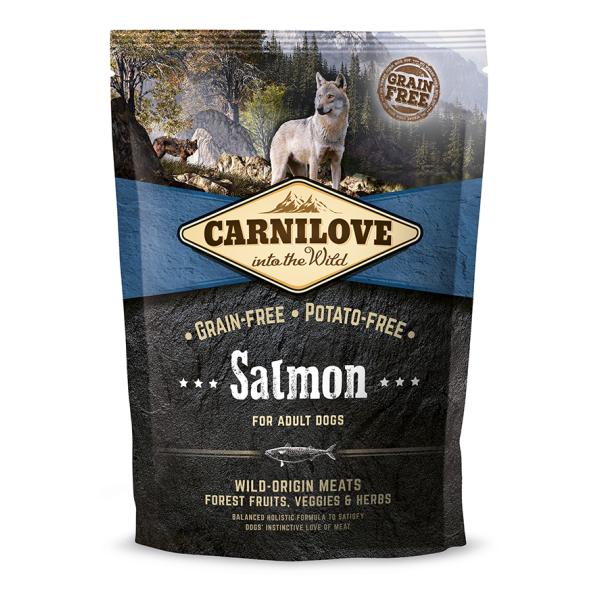 GRAIN
FREE
CARNILOVE
into the Wild
• GRAIN-FREE • POTATO-FREE •
Salmon
FOR ADULT DOGS
WILD-ORIGIN MEATS
FOREST FRUITS, VEGGIES & HERBS
BALANCED HOLISTIC FORMULA TO SATISFY
DOGS' INSTINCTIVE LOVE OF MEAT